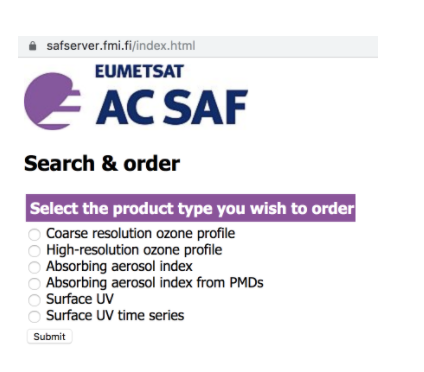 safserver.fmi.fi/index.html
EUMETSAT
AC SAF
Search & order
Select the product type you wish to order
Coarse resolution ozone profile
High-resolution ozone profile
Absorbing aerosol index
Absorbing aerosol index from PMDs
Surface UV
Surface UV time series
Submit